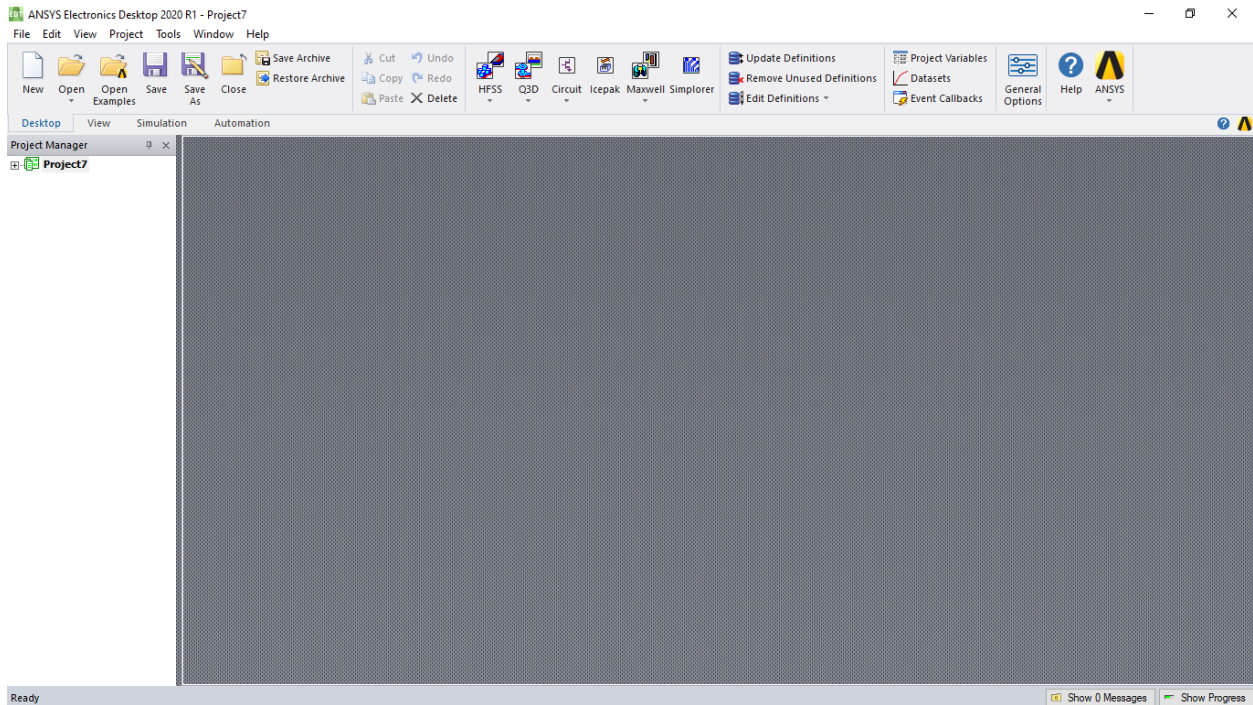 ANSYS Electronics Desktop 2020 R1 - Project7
File Edit View Project Tools Window Help
New
Open
Open Examples
Save
Save As
Close
Save Archive
Restore Archive
Cut
Copy
Paste
Undo
Redo
Delete
HFSS
Q3D
Circuit
Icepak
Maxwell
Simplorer
Update Definitions
Remove Unused Definitions
Edit Definitions
Project Variables
Datasets
Event Callbacks
General Options
Help
ANSYS
Desktop View Simulation Automation
Project Manager
Project7
Ready
Show 0 Messages
Show Progress